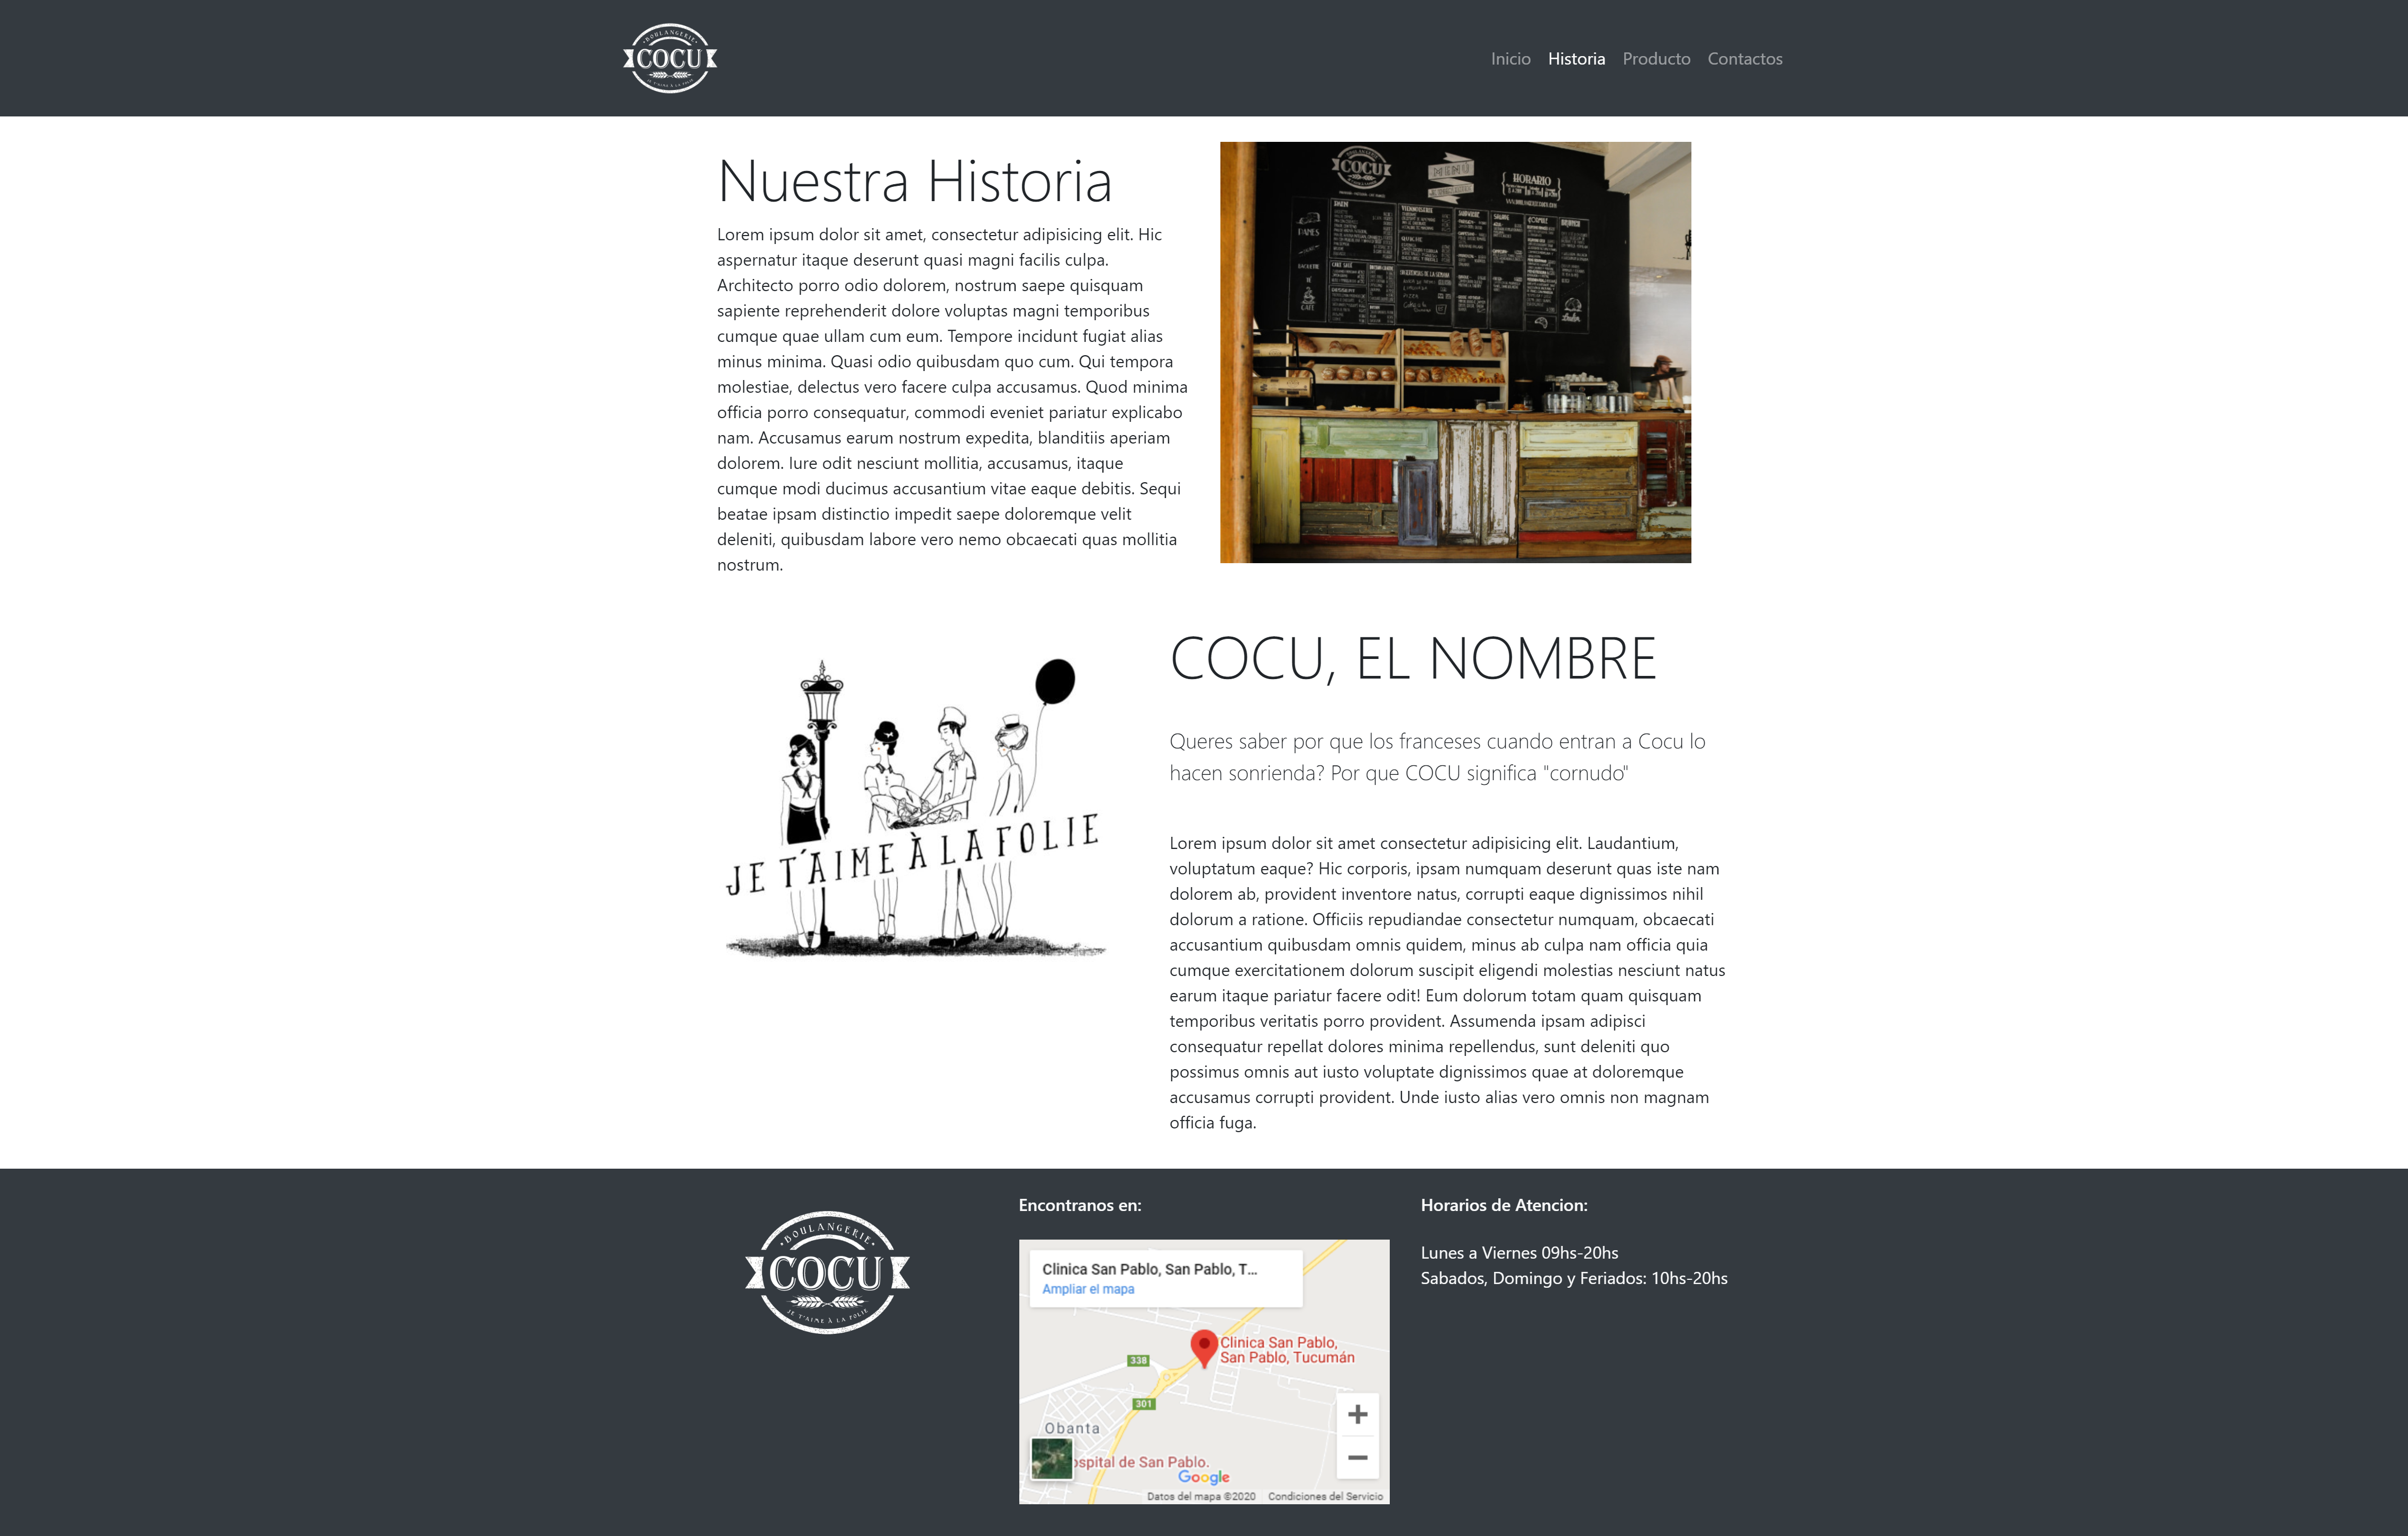 BOULANGERIE
COCU
JE T'AIME À LA FOLIE
Inicio Historia Producto Contactos
Nuestra Historia
Lorem ipsum dolor sit amet, consectetur adipisicing elit. Hic
aspernatur itaque deserunt quasi magni facilis culpa.
Architecto porro odio dolorem, nostrum saepe quisquam
sapiente reprehenderit dolore voluptas magni temporibus
cumque quae ullam cum eum. Tempore incidunt fugiat alias
minus minima. Quasi odio quibusdam quo cum. Qui tempora
molestiae, delectus vero facere culpa accusamus. Quod minima
officia porro consequatur, commodi eveniet pariatur explicabo
nam. Accusamus earum nostrum expedita, blanditiis aperiam
dolorem. Iure odit nesciunt mollitia, accusamus, itaque
cumque modi ducimus accusantium vitae eaque debitis. Sequi
beatae ipsam distinctio impedit saepe doloremque velit
deleniti, quibusdam labore vero nemo obcaecati quas mollitia
nostrum.
COCU
MENU
HORARIO
JE T'AIME À LA FOLIE
COCU, EL NOMBRE
Queres saber por que los franceses cuando entran a Cocu lo
hacen sonrienda? Por que COCU significa "cornudo"
Lorem ipsum dolor sit amet consectetur adipisicing elit. Laudantium,
voluptatum eaque? Hic corporis, ipsam numquam deserunt quas iste nam
dolorem ab, provident inventore natus, corrupti eaque dignissimos nihil
dolorum a ratione. Officiis repudiandae consectetur numquam, obcaecati
accusantium quibusdam omnis quidem, minus ab culpa nam officia quia
cumque exercitationem dolorum suscipit eligendi molestias nesciunt natus
earum itaque pariatur facere odit! Eum dolorum totam quam quisquam
temporibus veritatis porro provident. Assumenda ipsam adipisci
consequatur repellat dolores minima repellendus, sunt deleniti quo
possimus omnis aut iusto voluptate dignissimos quae at doloremque
accusamus corrupti provident. Unde iusto alias vero omnis non magnam
officia fuga.
BOULANGERIE
COCU
JE T'AIME À LA FOLIE
Encontranos en:
Clinica San Pablo, San Pablo, T...
Ampliar el mapa
Clinica San Pablo,
San Pablo, Tucumán
338
301
Obanta
ospital de San Pablo.
Google
Datos del mapa ©2020 Condiciones del Servicio
Horarios de Atencion:
Lunes a Viernes 09hs-20hs
Sabados, Domingo y Feriados: 10hs-20hs